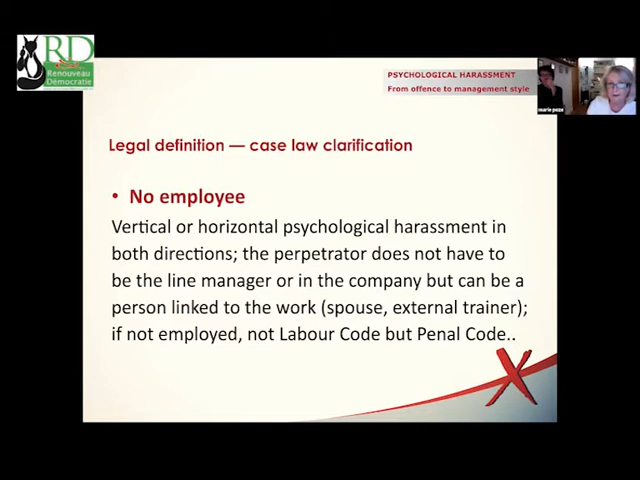 RD
Renouveau
Démocratie
PSYCHOLOGICAL HARASSMENT
From offence to management style
marie peze
Legal definition — case law clarification
• No employee
Vertical or horizontal psychological harassment in
both directions; the perpetrator does not have to
be the line manager or in the company but can be a
person linked to the work (spouse, external trainer);
if not employed, not Labour Code but Penal Code..